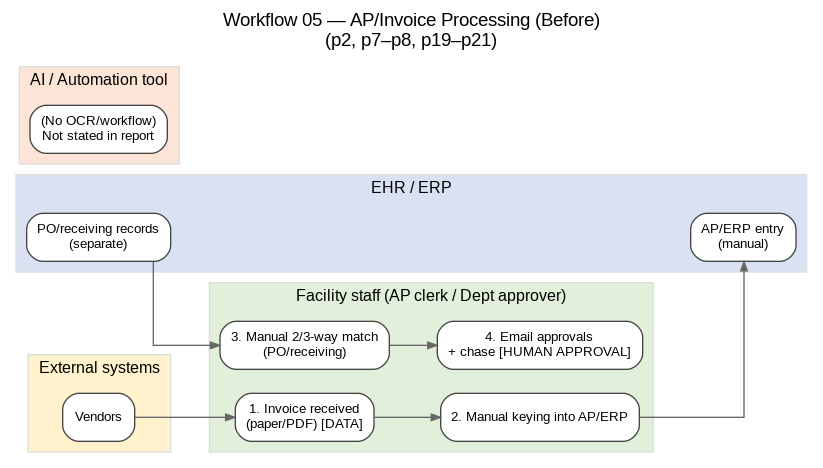 Workflow 05 — AP/Invoice Processing (Before)
(p2, p7–p8, p19–p21)
AI / Automation tool
(No OCR/workflow)
Not stated in report
EHR / ERP
PO/receiving records
(separate)
AP/ERP entry
(manual)
Facility staff (AP clerk / Dept approver)
3. Manual 2/3-way match
(PO/receiving)
4. Email approvals
+ chase [HUMAN APPROVAL]
External systems
Vendors
1. Invoice received
(paper/PDF) [DATA]
2. Manual keying into AP/ERP